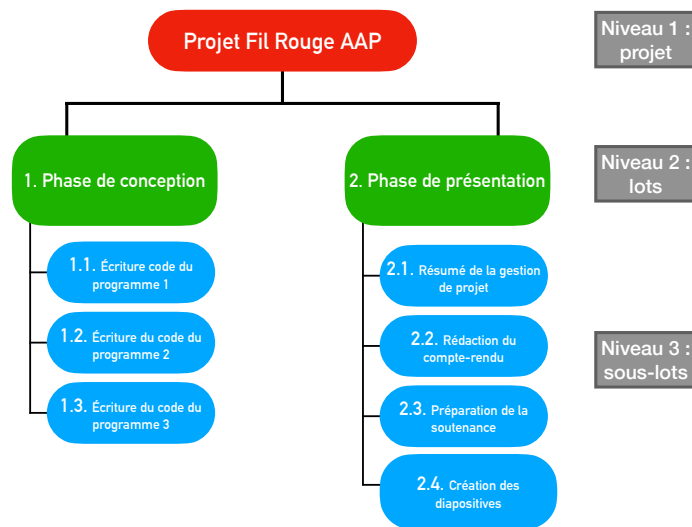 Projet Fil Rouge AAP
Niveau 1 :
projet
1. Phase de conception
2. Phase de présentation
Niveau 2 :
lots
1.1. Écriture code du
programme 1
1.2. Écriture du code du
programme 2
1.3. Écriture du code du
programme 3
2.1. Résumé de la gestion
de projet
2.2. Rédaction du
compte-rendu
2.3. Préparation de la
soutenance
2.4. Création des
diapositives
Niveau 3 :
sous-lots